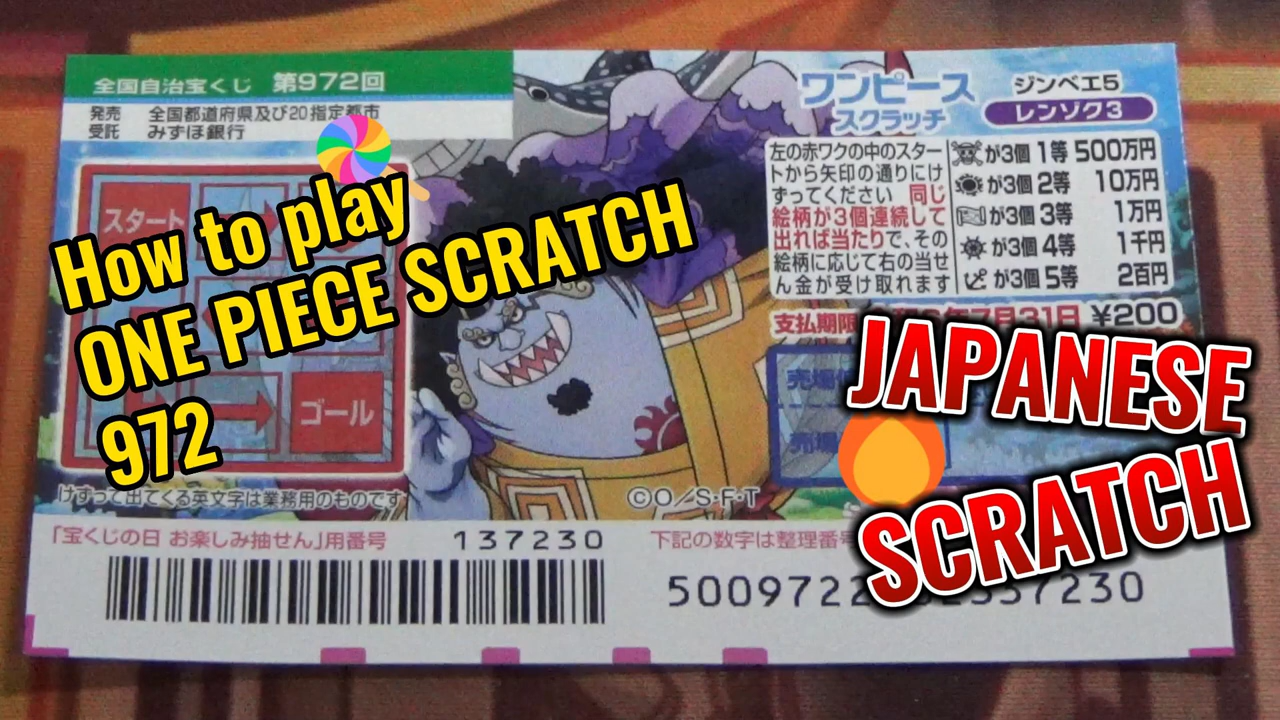 全国自治宝くじ 第972回
発売 全国都道府県及び20指定都市
受託 みずほ銀行
How to play
ONE PIECE SCRATCH
972
スタート
ゴール
けずって出てくる英文字は業務用のものです
ワンピース
スクラッチ
ジンベエ5
レンゾク3
左の赤ワクの中のスター
トから矢印の通りにけ
ずってください 同じ
絵柄が3個連続して
出れば当たりで、その
絵柄に応じて右の当せ
ん金が受け取れます
が3個 1等 500万円
が3個 2等 10万円
が3個 3等 1万円
が3個 4等 1千円
が3個 5等 2百円
支払期限 7月31日 ¥200
売場
売場
JAPANESE
SCRATCH
©O/S・F・T
「宝くじの日 お楽しみ抽せん」用番号 137230
下記の数字は整理番号
5009722 37230